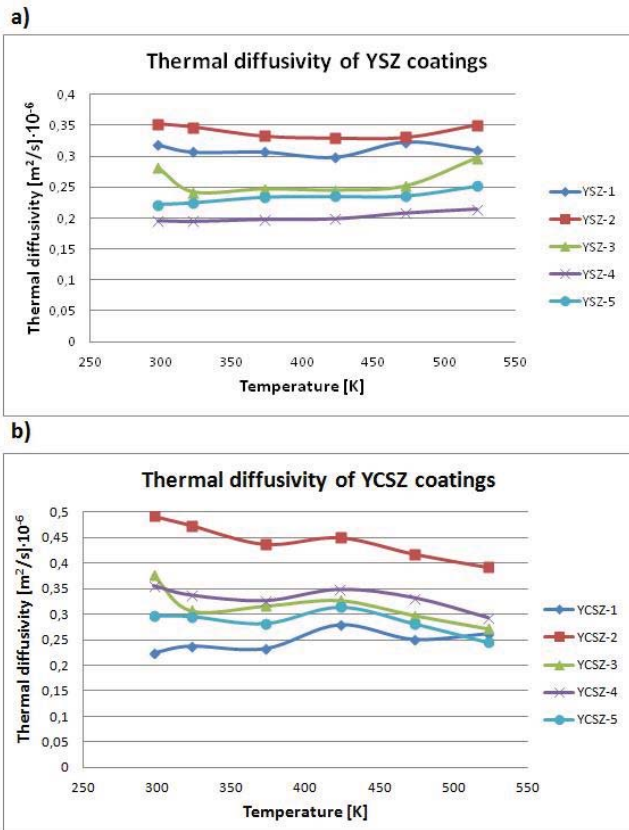 a)
Thermal diffusivity of YSZ coatings
Thermal diffusivity [m²/s]·10⁻⁶
0,4
0,35
0,3
0,25
0,2
0,15
0,1
0,05
0
250 300 350 400 450 500 550
Temperature [K]
YSZ-1
YSZ-2
YSZ-3
YSZ-4
YSZ-5
b)
Thermal diffusivity of YCSZ coatings
Thermal diffusivity [m²/s]·10⁻⁶
0,5
0,45
0,4
0,35
0,3
0,25
0,2
0,15
0,1
0,05
0
250 300 350 400 450 500 550
Temperature [K]
YCSZ-1
YCSZ-2
YCSZ-3
YCSZ-4
YCSZ-5